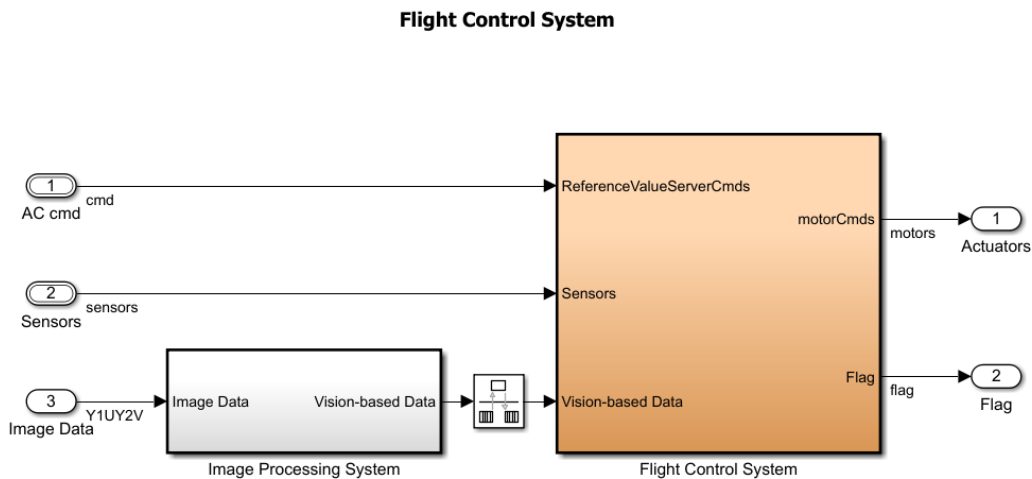 Flight Control System
1
cmd
AC cmd
ReferenceValueServerCmds
motorCmds
motors
1
Actuators
2
sensors
Sensors
Sensors
3
Y1UY2V
Image Data
Image Data
Vision-based Data
Image Processing System
Vision-based Data
Flag
flag
2
Flag
Flight Control System